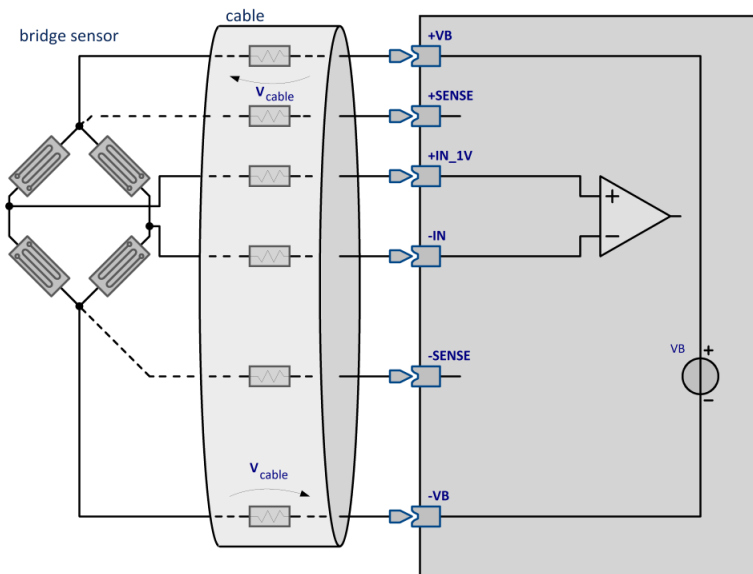 cable
bridge sensor
+VB
Vcable
+SENSE
+IN_1V
+
-IN
−
-SENSE
VB
+
−
Vcable
-VB